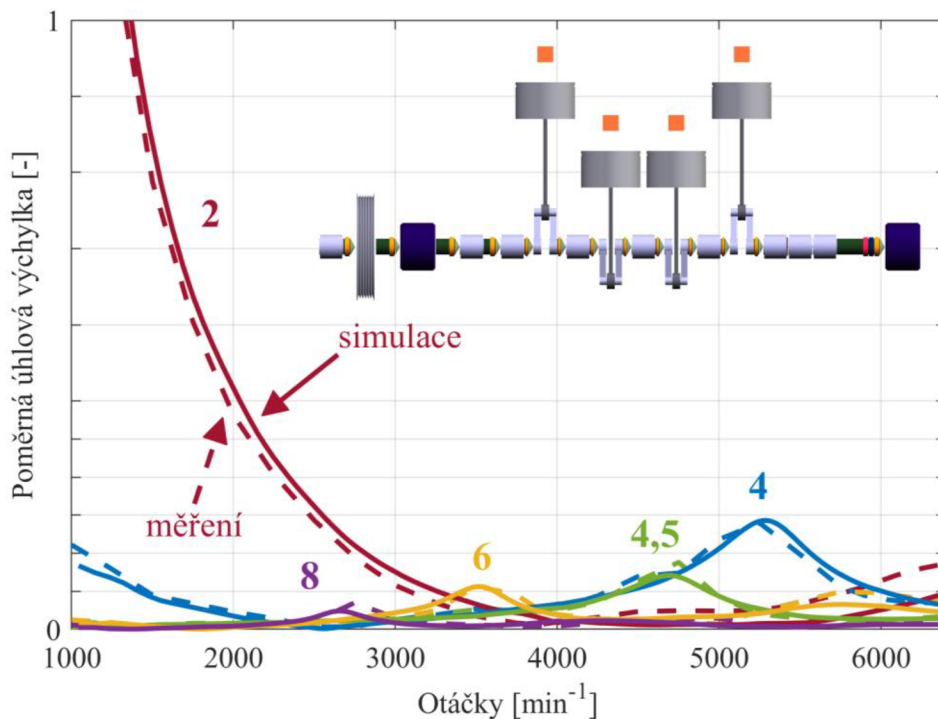 1
Poměrná úhlová výchylka [-]
2
simulace
měření
4
4,5
6
8
0
1000 2000 3000 4000 5000 6000
Otáčky [min⁻¹]